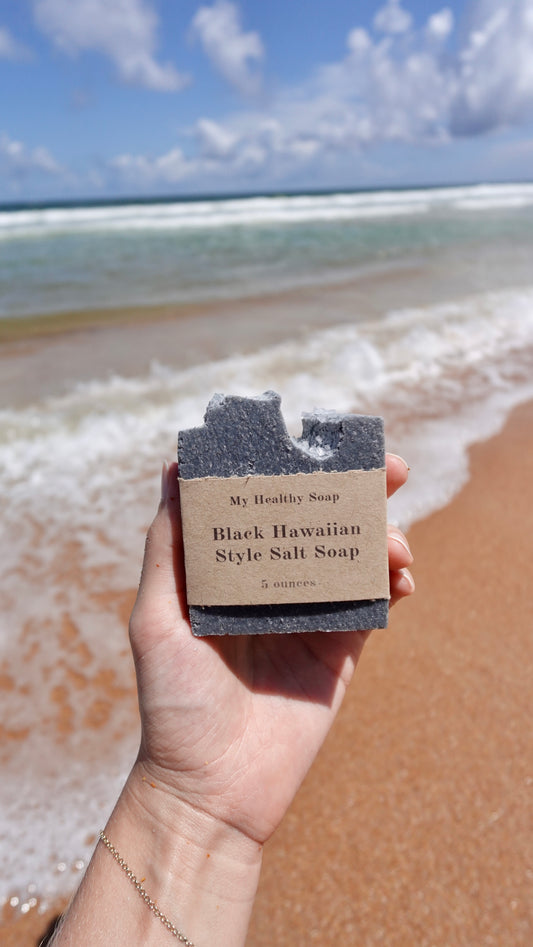 My Healthy Soap
Black Hawaiian
Style Salt Soap
5 ounces